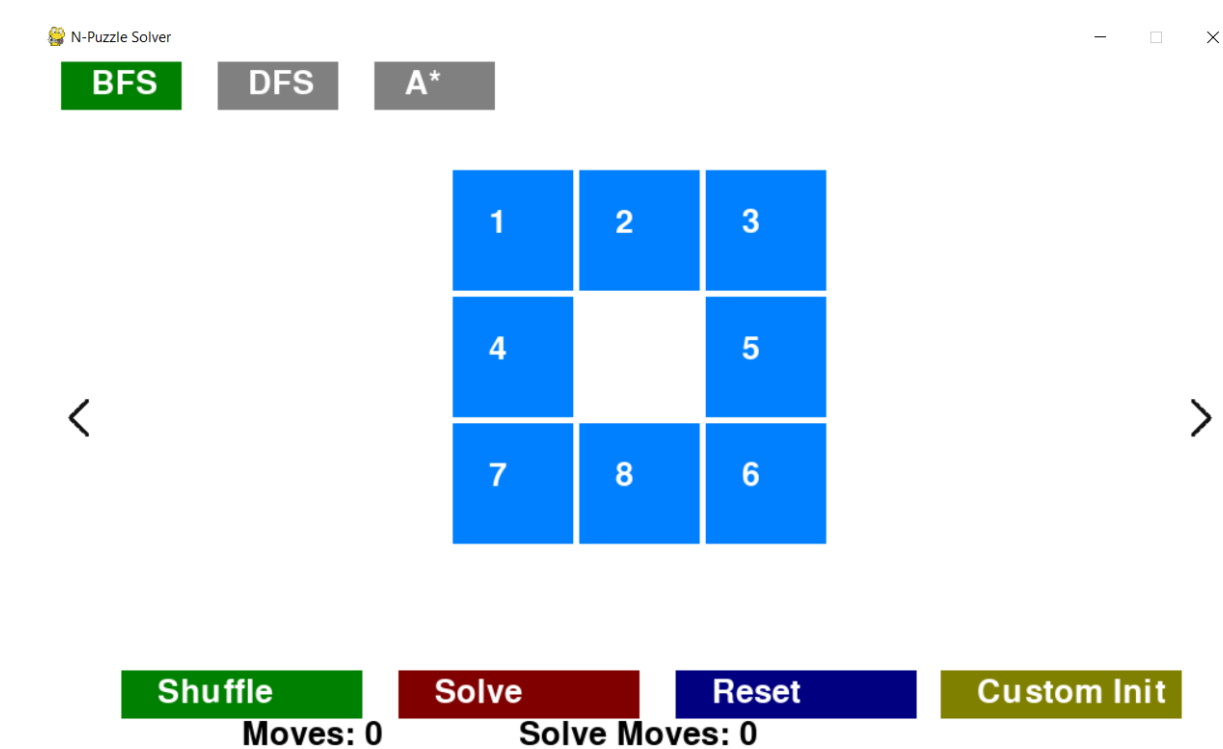 N-Puzzle Solver
BFS DFS A*
1 2 3
4 5
7 8 6
Shuffle Solve Reset Custom Init
Moves: 0 Solve Moves: 0